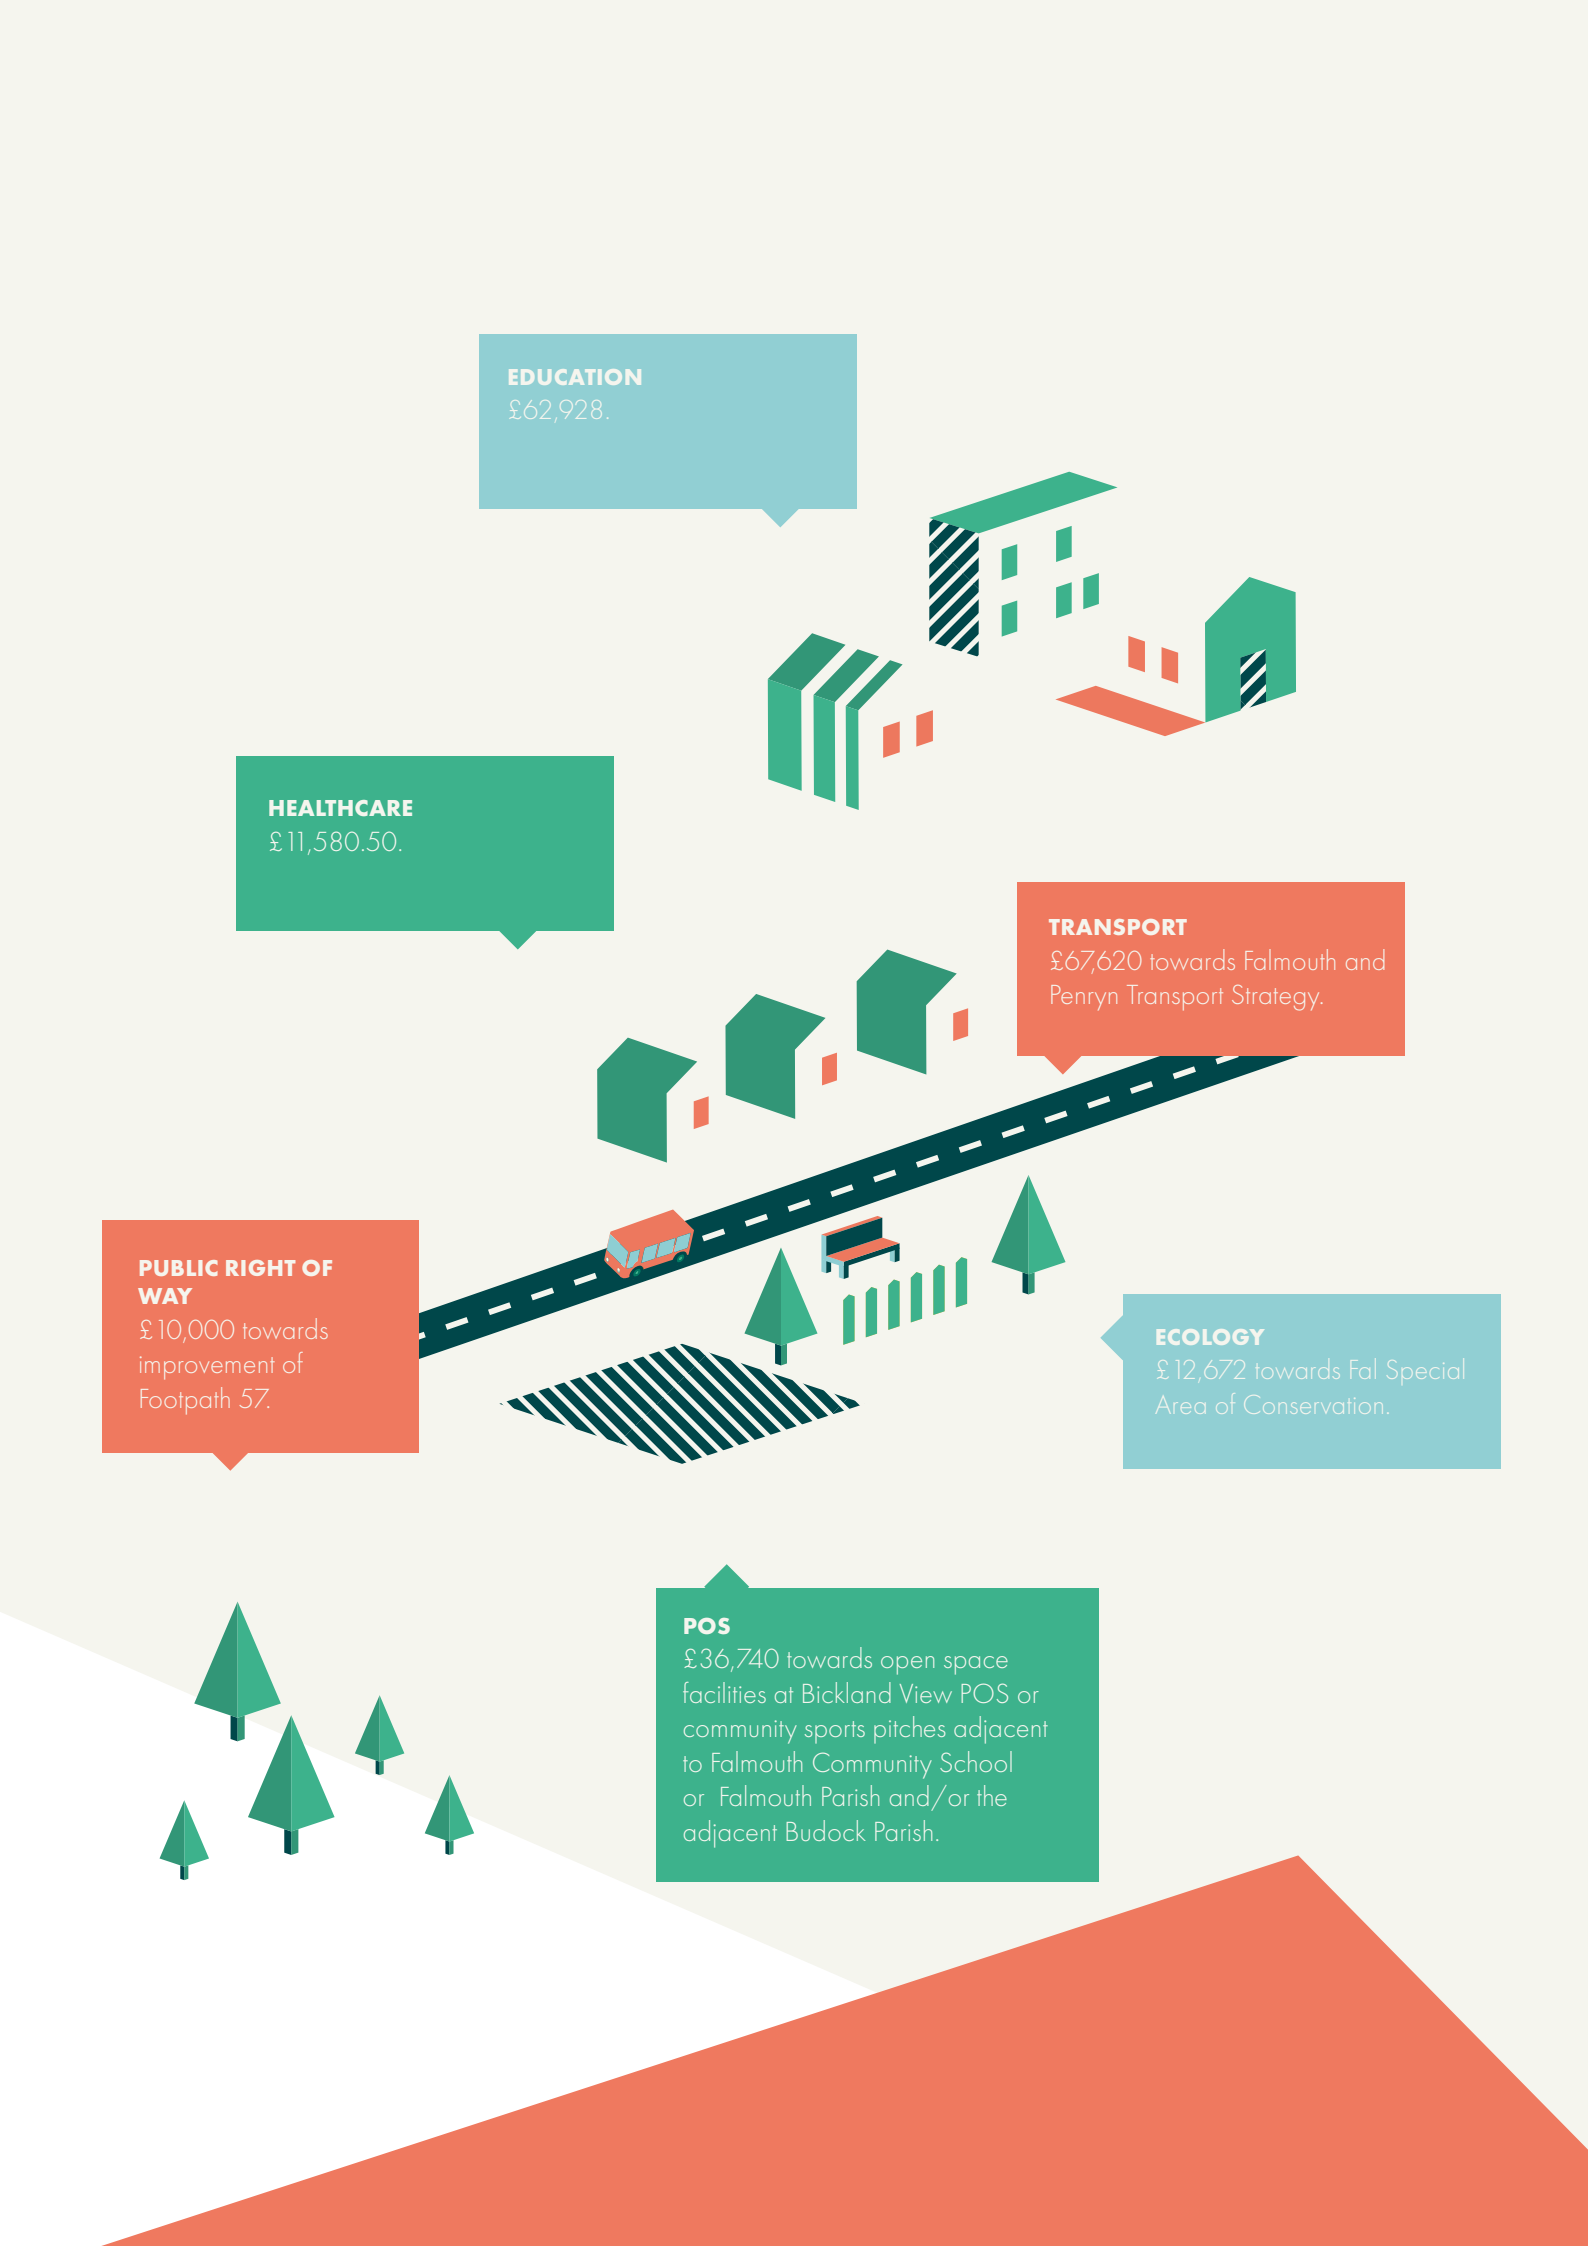 EDUCATION
£62,928.
HEALTHCARE
£11,580.50.
TRANSPORT
£67,620 towards Falmouth and
Penryn Transport Strategy.
PUBLIC RIGHT OF
WAY
£10,000 towards
improvement of
Footpath 57.
ECOLOGY
£12,672 towards Fal Special
Area of Conservation.
POS
£36,740 towards open space
facilities at Bickland View POS or
community sports pitches adjacent
to Falmouth Community School
or  Falmouth Parish and/or the
adjacent Budock Parish.